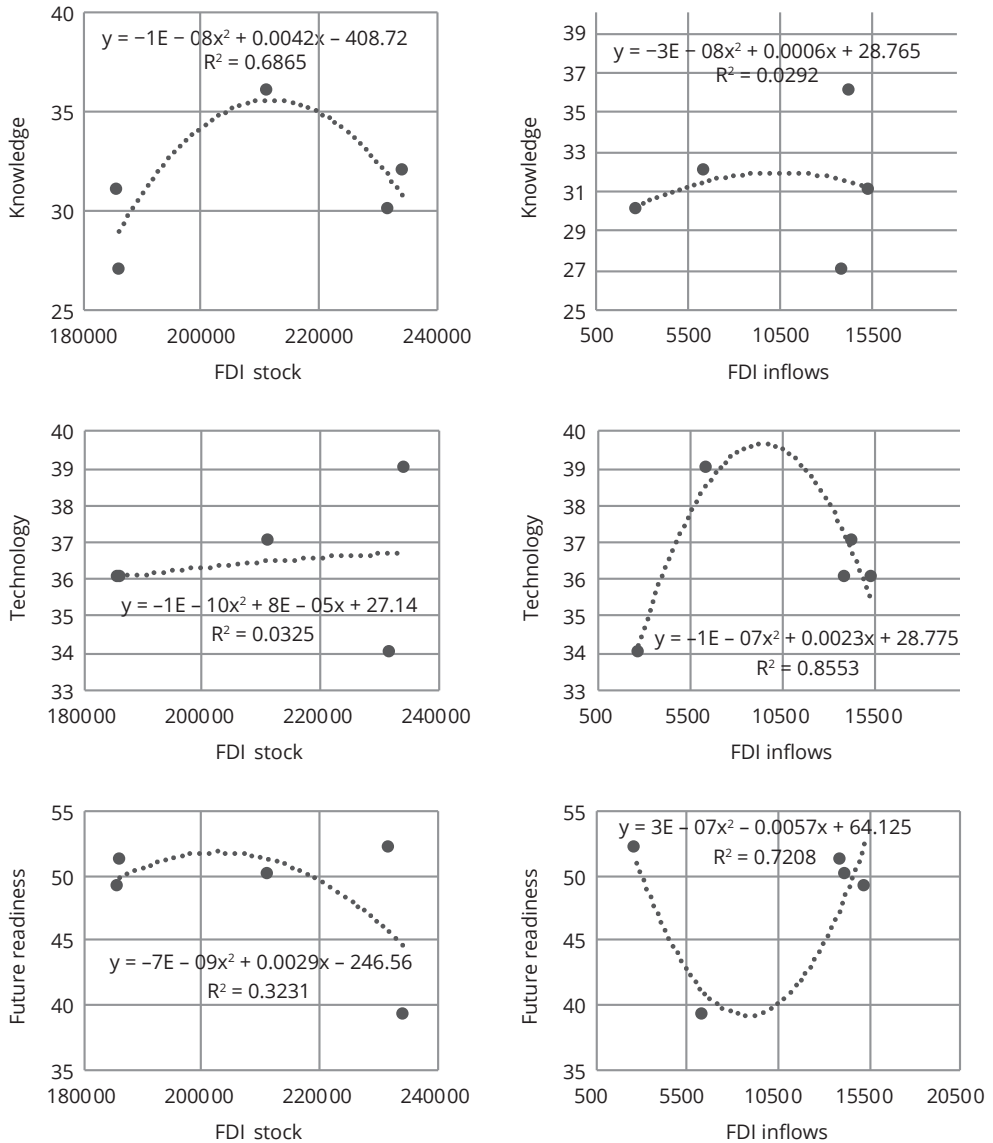 40
35
30
25
Knowledge
y = −1E − 08x² + 0.0042x − 408.72
R² = 0.6865
180000 200000 220000 240000
FDI stock
39
37
35
33
31
29
27
25
Knowledge
y = −3E − 08x² + 0.0006x + 28.765
R² = 0.0292
500 5500 10500 15500
FDI inflows
40
39
38
37
36
35
34
33
Technology
y = −1E − 10x² + 8E − 05x + 27.14
R² = 0.0325
180000 200000 220000 240000
FDI stock
40
39
38
37
36
35
34
33
Technology
y = −1E − 07x² + 0.0023x + 28.775
R² = 0.8553
500 5500 10500 15500
FDI inflows
55
50
45
40
35
Future readiness
y = −7E − 09x² + 0.0029x − 246.56
R² = 0.3231
180000 200000 220000 240000
FDI stock
55
50
45
40
35
Future readiness
y = 3E − 07x² − 0.0057x + 64.125
R² = 0.7208
500 5500 10500 15500 20500
FDI inflows